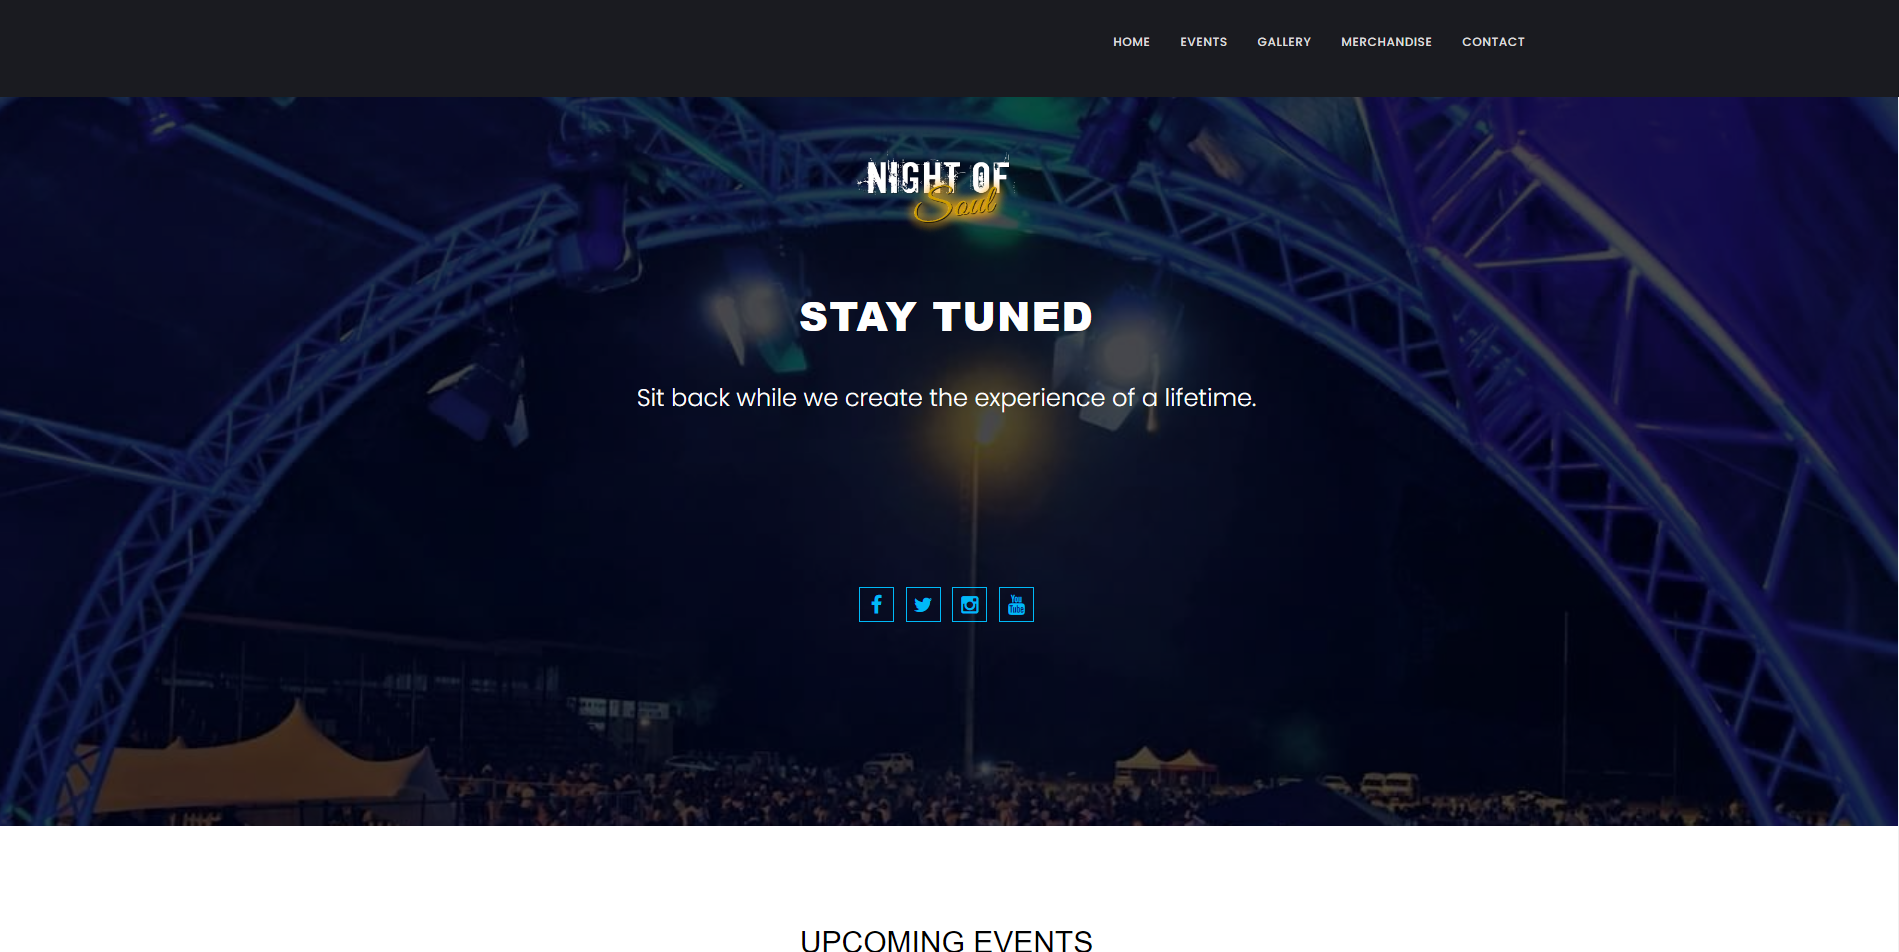 HOME EVENTS GALLERY MERCHANDISE CONTACT
NIGHT OF
Soul
STAY TUNED
Sit back while we create the experience of a lifetime.
You
Tube
UPCOMING EVENTS